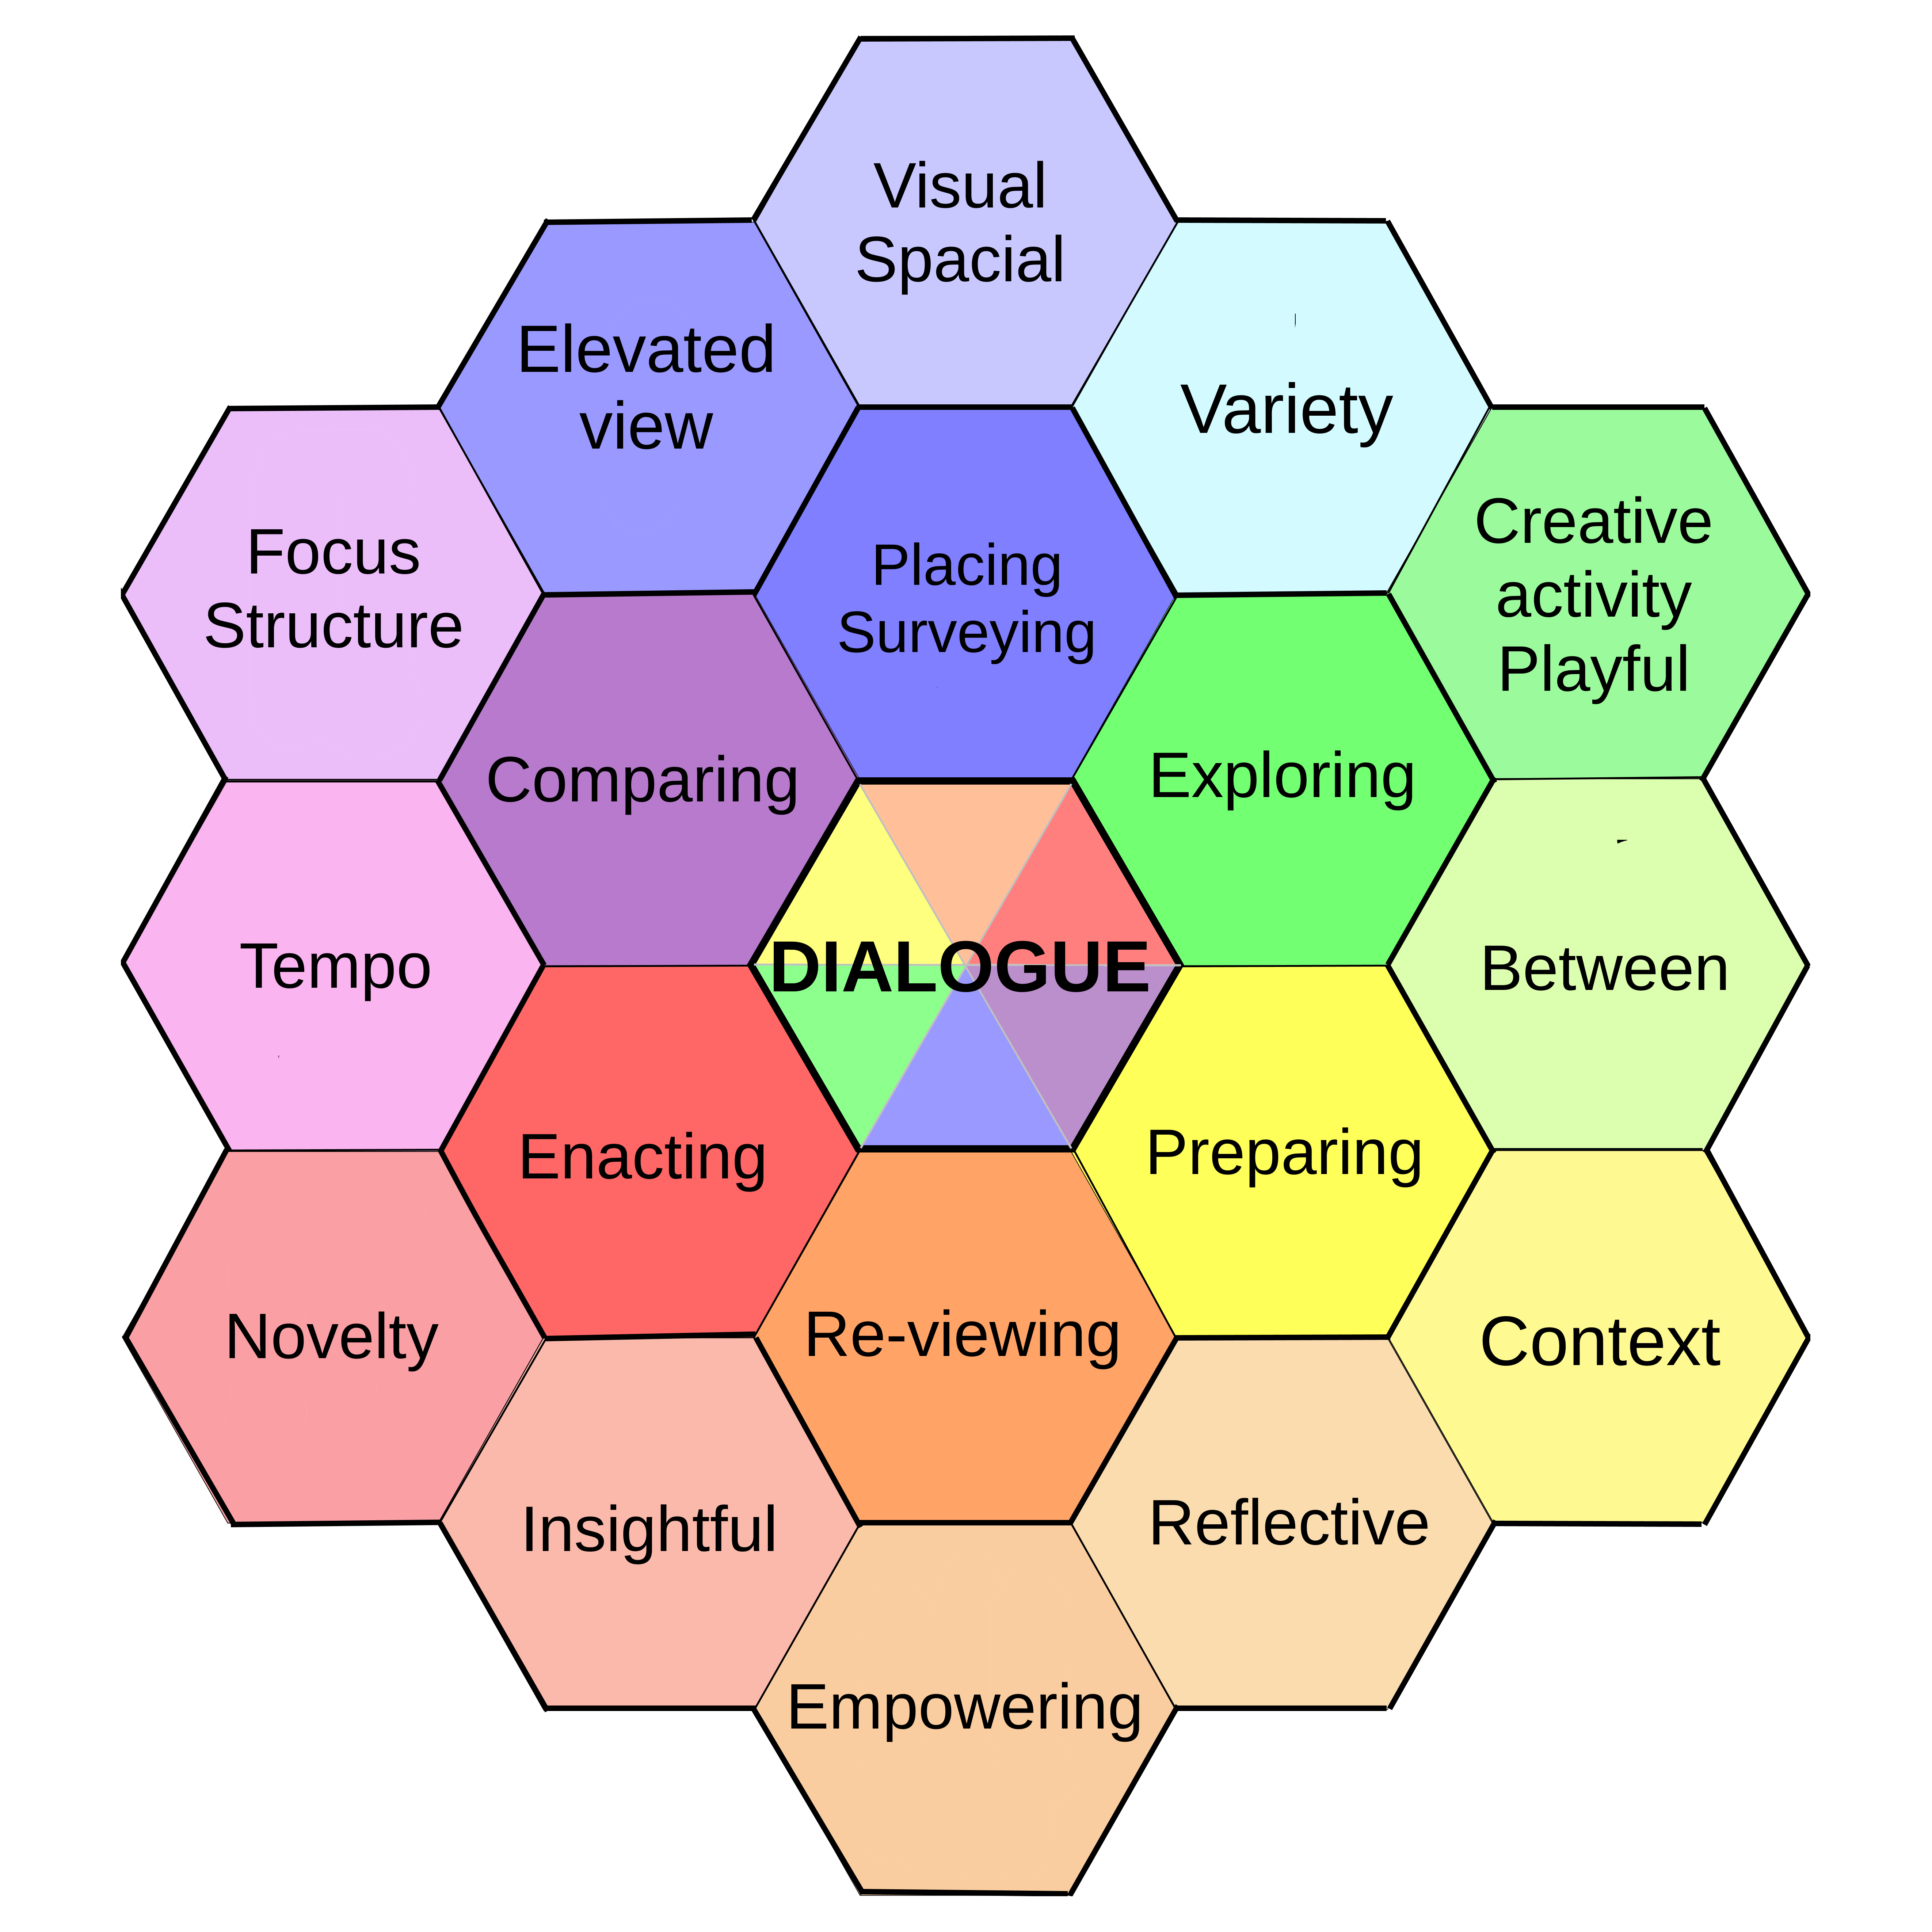 Visual
Spacial
Elevated
view
Variety
Focus
Structure
Placing
Surveying
Creative
activity
Playful
Comparing
Exploring
Tempo
DIALOGUE
Between
Enacting
Preparing
Novelty
Re-viewing
Context
Insightful
Reflective
Empowering